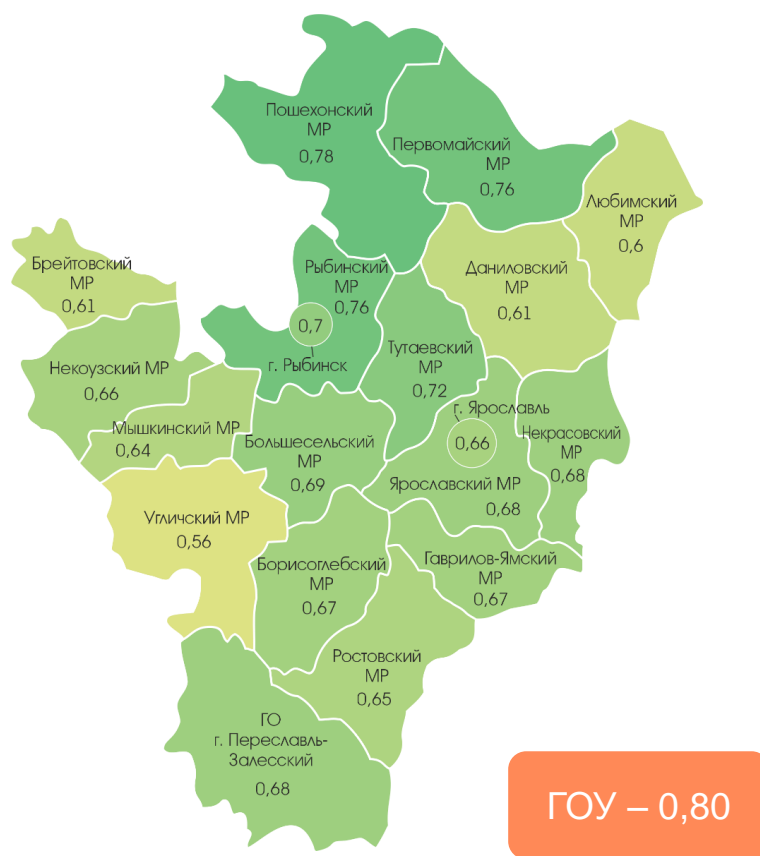 Пошехонский
МР
0,78
Первомайский
МР
0,76
Любимский
МР
0,6
Брейтовский
МР
0,61
Рыбинский
МР
0,76
0,7
г. Рыбинск
Даниловский
МР
0,61
Тутаевский
МР
0,72
Некоузский МР
0,66
Мышкинский МР
0,64
Большесельский
МР
0,69
г. Ярославль
0,66
Ярославский МР
0,68
Некрасовский
МР
0,68
Угличский МР
0,56
Борисоглебский
МР
0,67
Гаврилов-Ямский
МР
0,67
Ростовский
МР
0,65
ГО
г. Переславль-
Залесский
0,68
ГОУ – 0,80